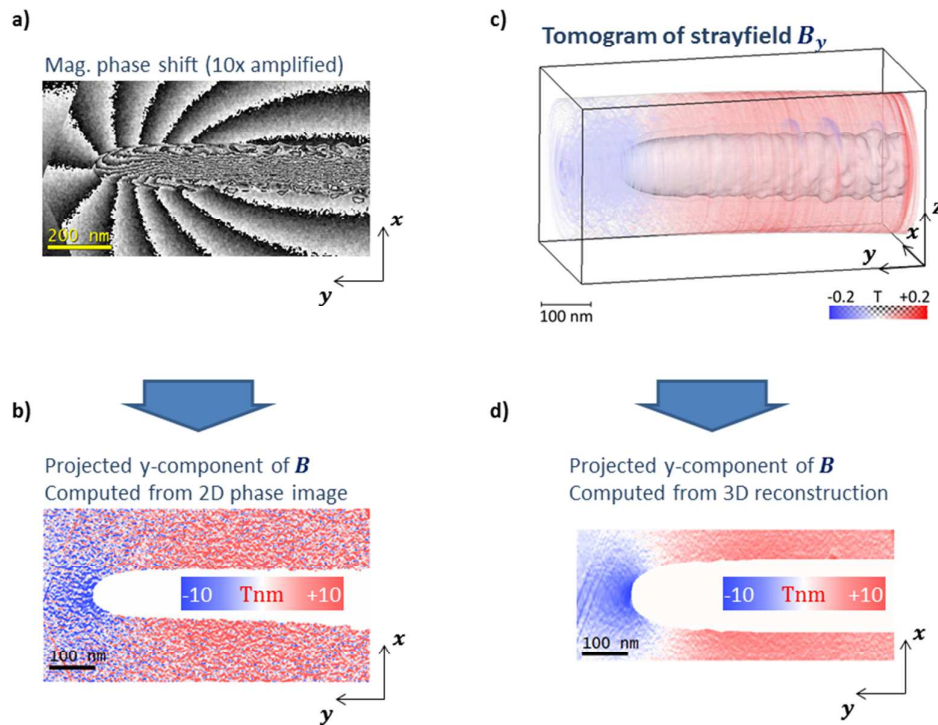 a)
Mag. phase shift (10x amplified)
200 nm
x
y
c)
Tomogram of strayfield B_y
z
x
y
-0.2 T +0.2
100 nm
b)
Projected y-component of B
Computed from 2D phase image
-10 Tnm +10
100 nm
x
y
d)
Projected y-component of B
Computed from 3D reconstruction
-10 Tnm +10
100 nm
x
y